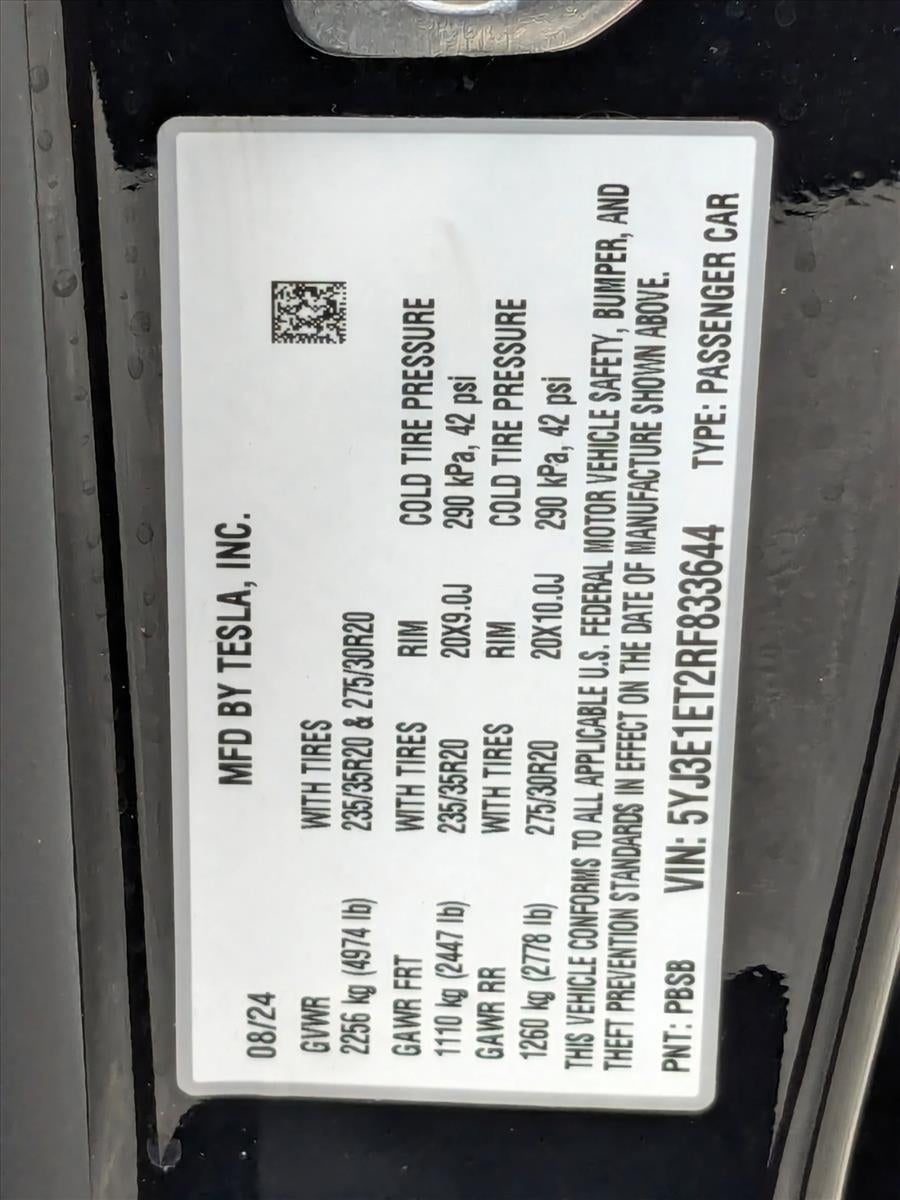 MFD BY TESLA, INC.
08/24
GVWR WITH TIRES
2256 kg (4974 lb) 235/35R20 & 275/30R20
GAWR FRT WITH TIRES RIM COLD TIRE PRESSURE
1110 kg (2447 lb) 235/35R20 20X9.0J 290 kPa, 42 psi
GAWR RR WITH TIRES RIM COLD TIRE PRESSURE
1260 kg (2778 lb) 275/30R20 20X10.0J 290 kPa, 42 psi
THIS VEHICLE CONFORMS TO ALL APPLICABLE U.S. FEDERAL MOTOR VEHICLE SAFETY, BUMPER, AND
THEFT PREVENTION STANDARDS IN EFFECT ON THE DATE OF MANUFACTURE SHOWN ABOVE.
PNT: PBSB VIN: 5YJ3E1ET2RF833644 TYPE: PASSENGER CAR